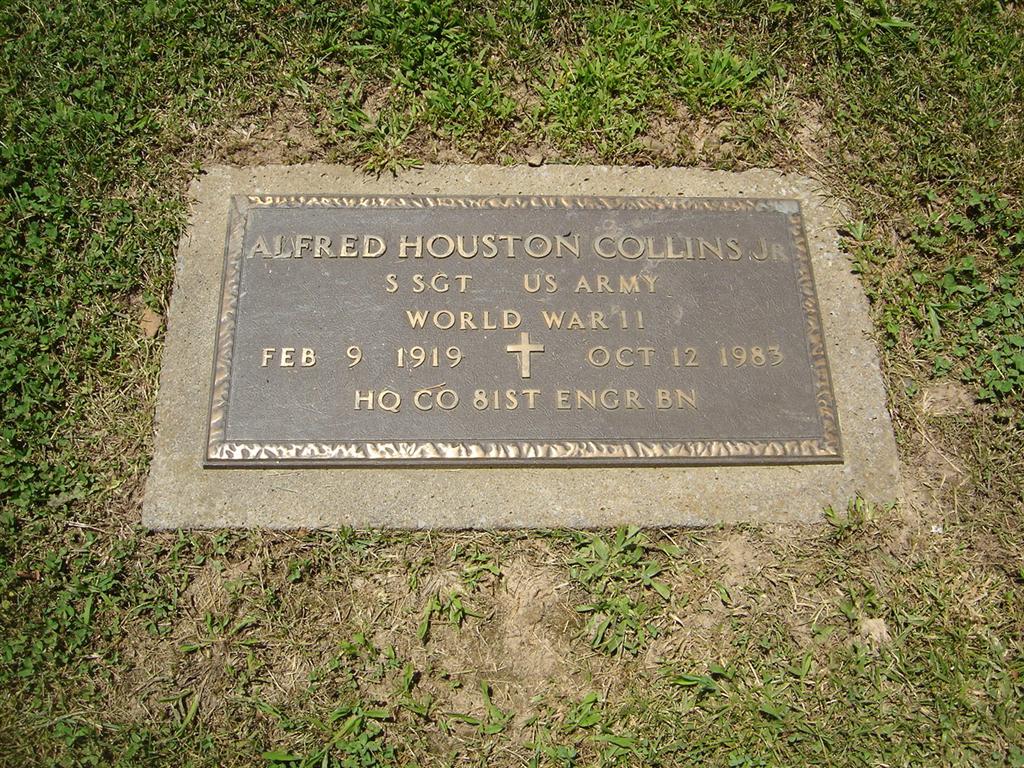 ALFRED HOUSTON COLLINS JR
S SGT US ARMY
WORLD WAR II
FEB 9 1919 OCT 12 1983
HQ CO 81ST ENGR BN